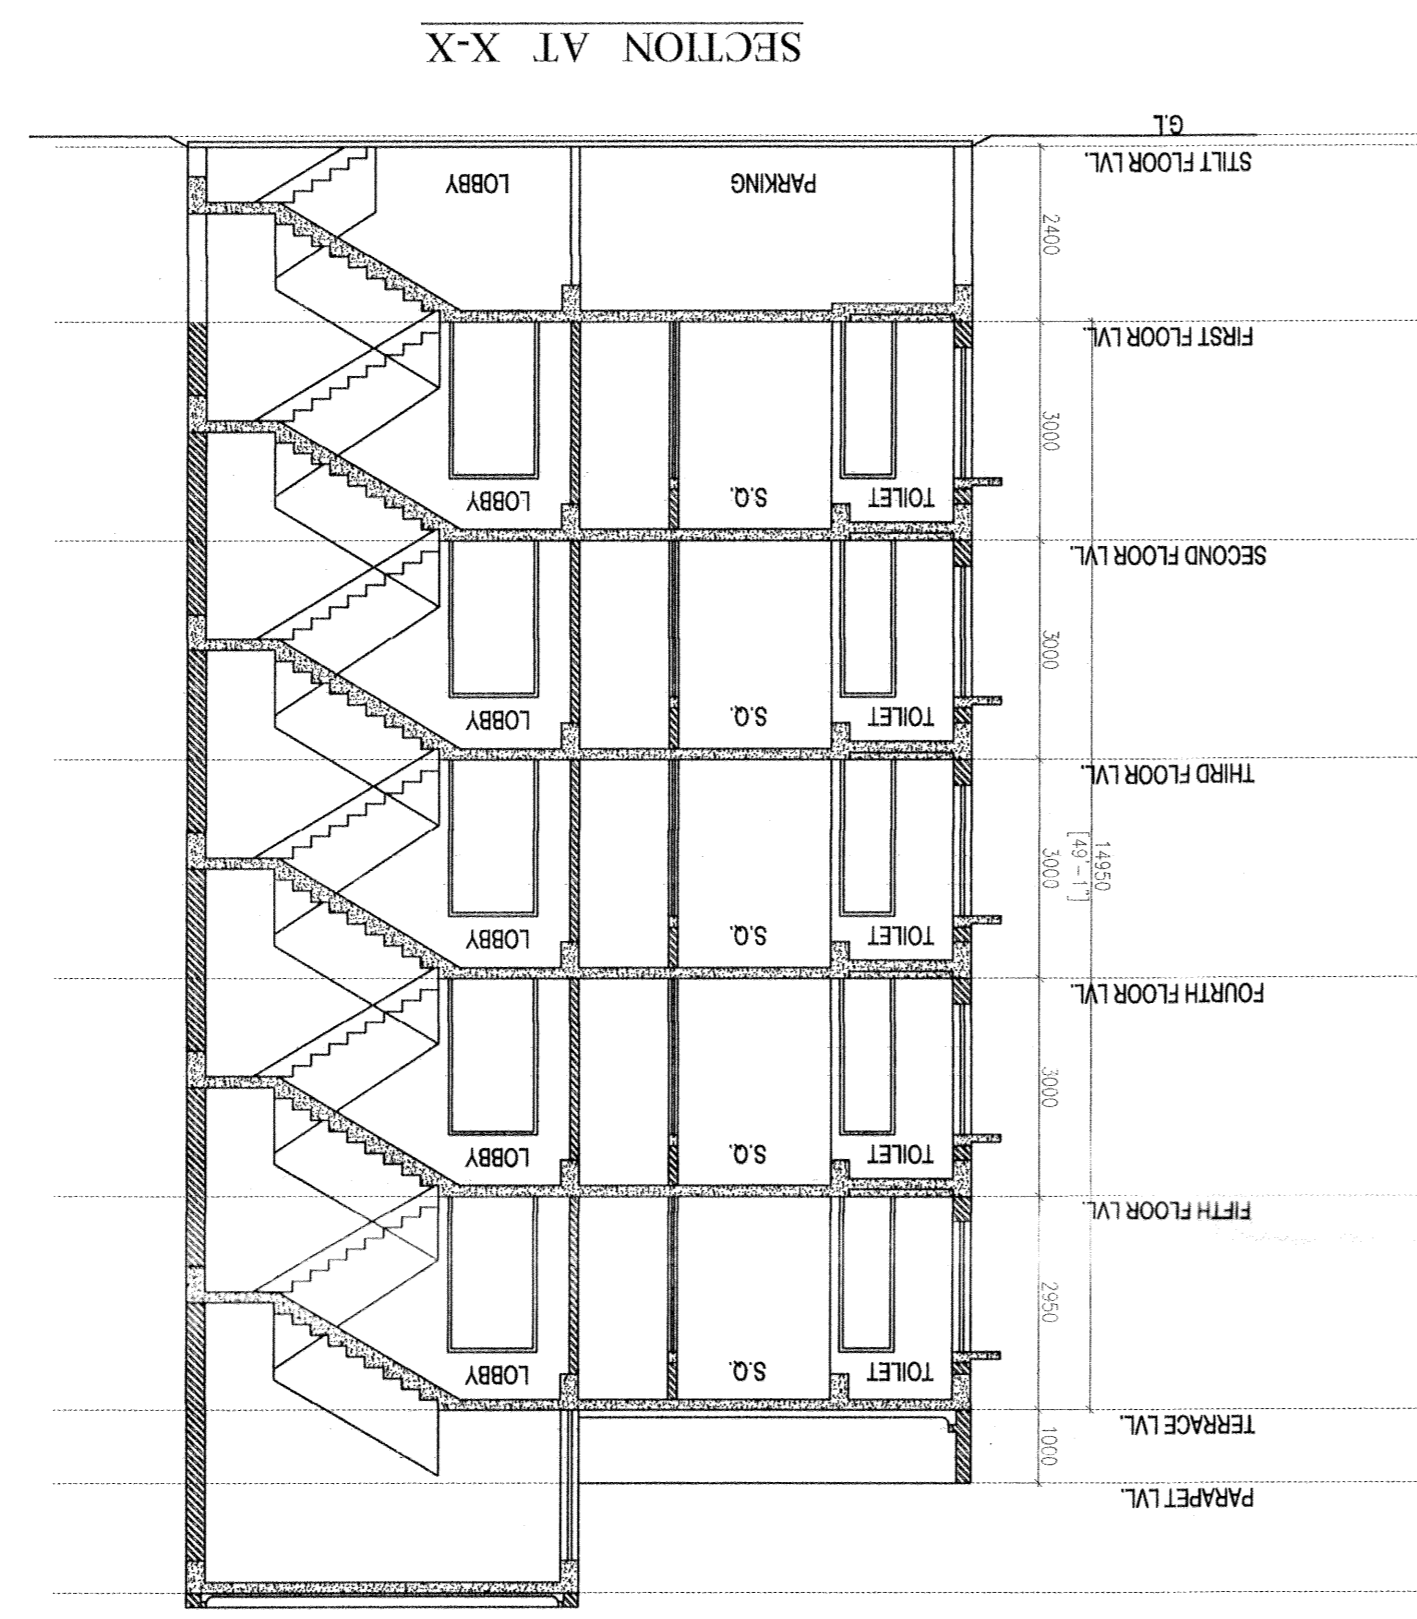 PARAPET LVL.
1000
TERRACE LVL.
TOILET S.Q. LOBBY
2950
FIFTH FLOOR LVL.
TOILET S.Q. LOBBY
3000
FOURTH FLOOR LVL.
TOILET S.Q. LOBBY
3000
14950
[49'-1"]
THIRD FLOOR LVL.
TOILET S.Q. LOBBY
3000
SECOND FLOOR LVL.
TOILET S.Q. LOBBY
3000
FIRST FLOOR LVL.
2400
PARKING LOBBY
STILT FLOOR LVL.
G.L
SECTION AT X-X